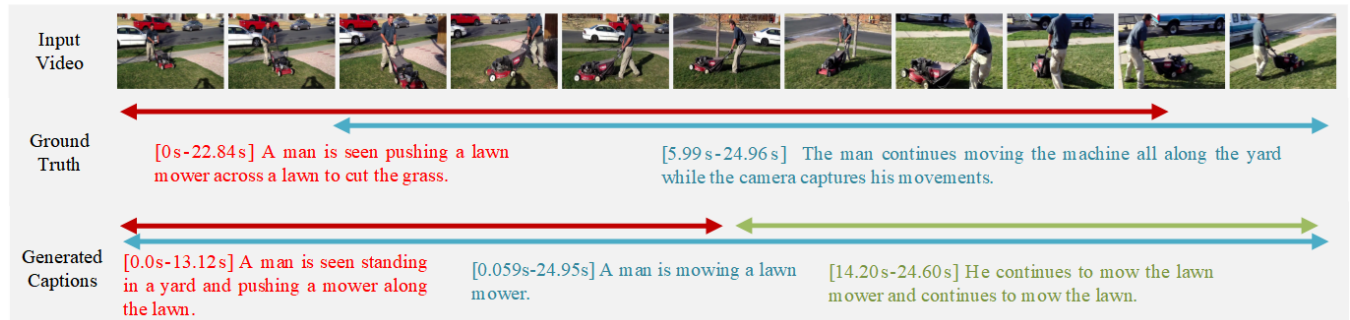 Input
Video
Ground
Truth
[0s-22.84s] A man is seen pushing a lawn
mower across a lawn to cut the grass.
[5.99s-24.96s] The man continues moving the machine all along the yard
while the camera captures his movements.
Generated
Captions
[0.0s-13.12s] A man is seen standing
in a yard and pushing a mower along
the lawn.
[0.059s-24.95s] A man is mowing a lawn
mower.
[14.20s-24.60s] He continues to mow the lawn
mower and continues to mow the lawn.